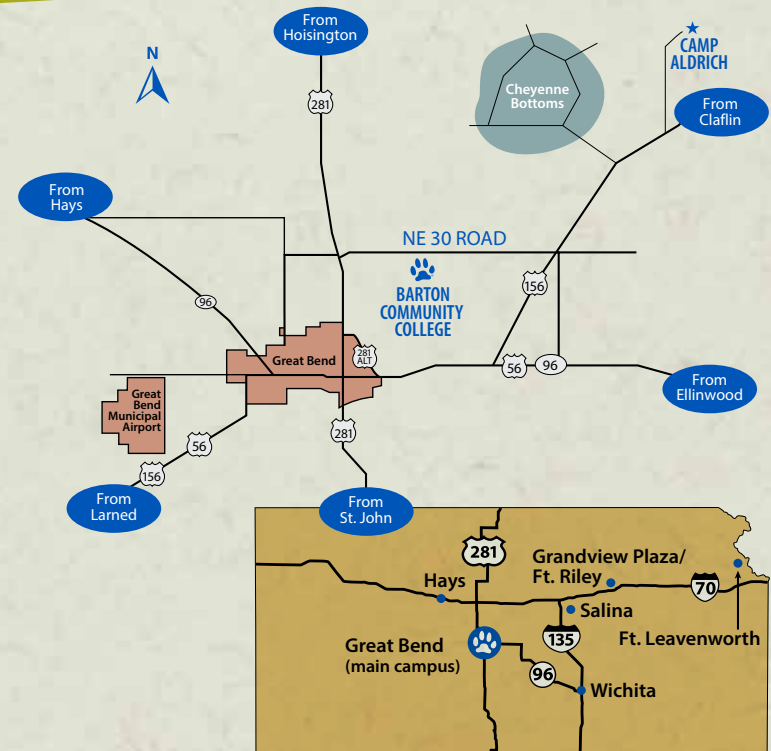 From
Hoisington
N
CAMP
ALDRICH
281
Cheyenne
Bottoms
From
Claflin
From
Hays
NE 30 ROAD
BARTON
COMMUNITY
COLLEGE
156
96
281
ALT
Great Bend
56
96
From
Ellinwood
Great
Bend
Municipal
Airport
281
56
156
From
Larned
From
St. John
281
Grandview Plaza/
Ft. Riley
Hays
70
Salina
135
Ft. Leavenworth
Great Bend
(main campus)
96
Wichita